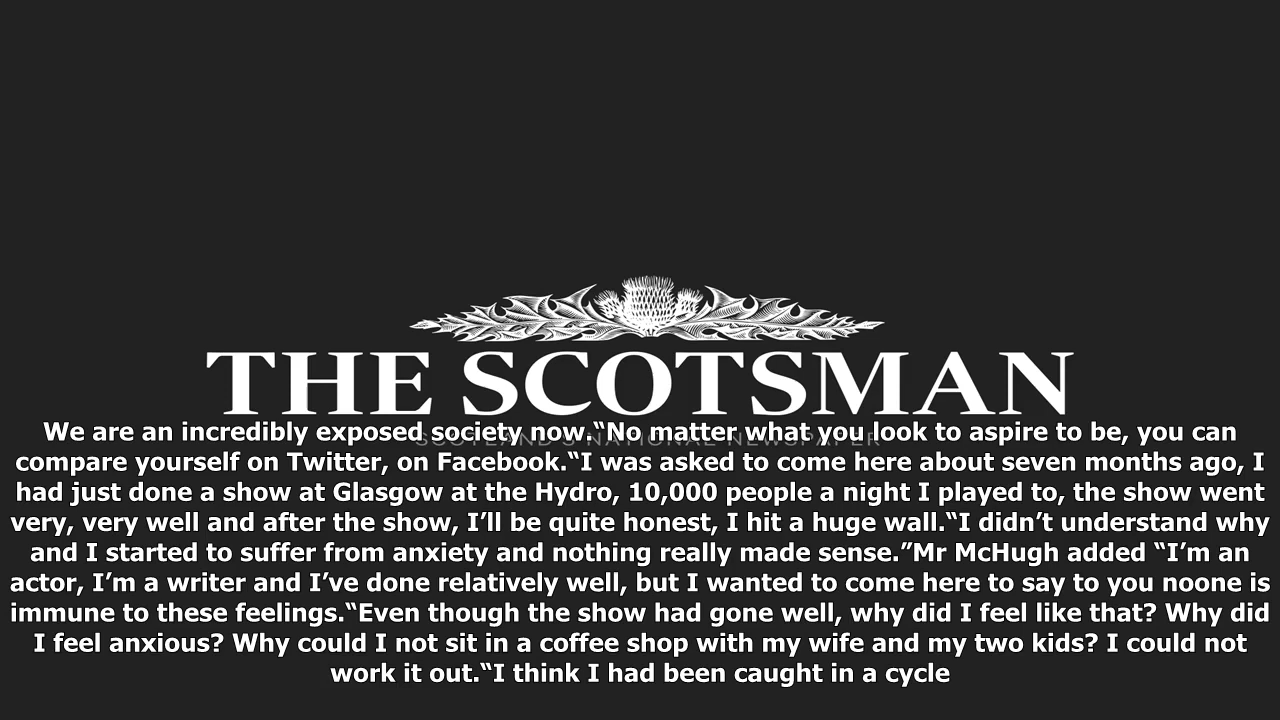 THE SCOTSMAN
SCOTLAND'S NATIONAL NEWSPAPER
We are an incredibly exposed society now.“No matter what you look to aspire to be, you can
compare yourself on Twitter, on Facebook.“I was asked to come here about seven months ago, I
had just done a show at Glasgow at the Hydro, 10,000 people a night I played to, the show went
very, very well and after the show, I’ll be quite honest, I hit a huge wall.“I didn’t understand why
and I started to suffer from anxiety and nothing really made sense.”Mr McHugh added “I’m an
actor, I’m a writer and I’ve done relatively well, but I wanted to come here to say to you noone is
immune to these feelings.“Even though the show had gone well, why did I feel like that? Why did
I feel anxious? Why could I not sit in a coffee shop with my wife and my two kids? I could not
work it out.“I think I had been caught in a cycle